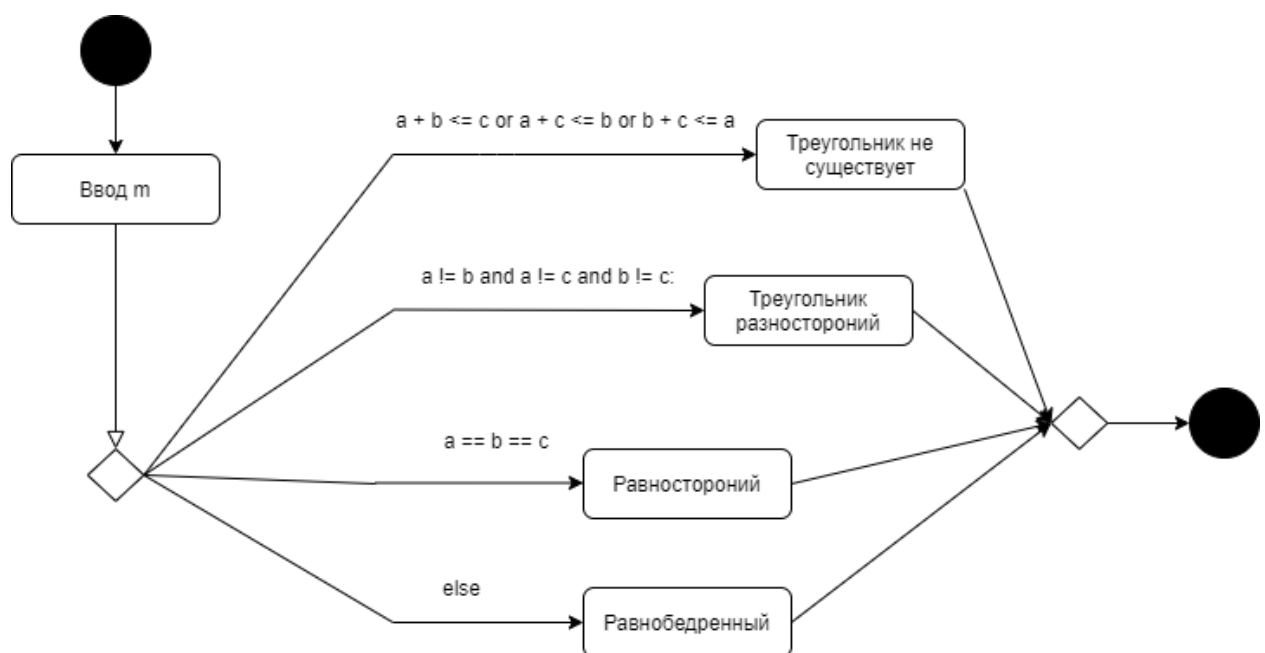 a + b <= c or a + c <= b or b + c <= a
Треугольник не
существует
Ввод m
a != b and a != c and b != c:
Треугольник
разностороний
a == b == c
Равностороний
else
Равнобедренный